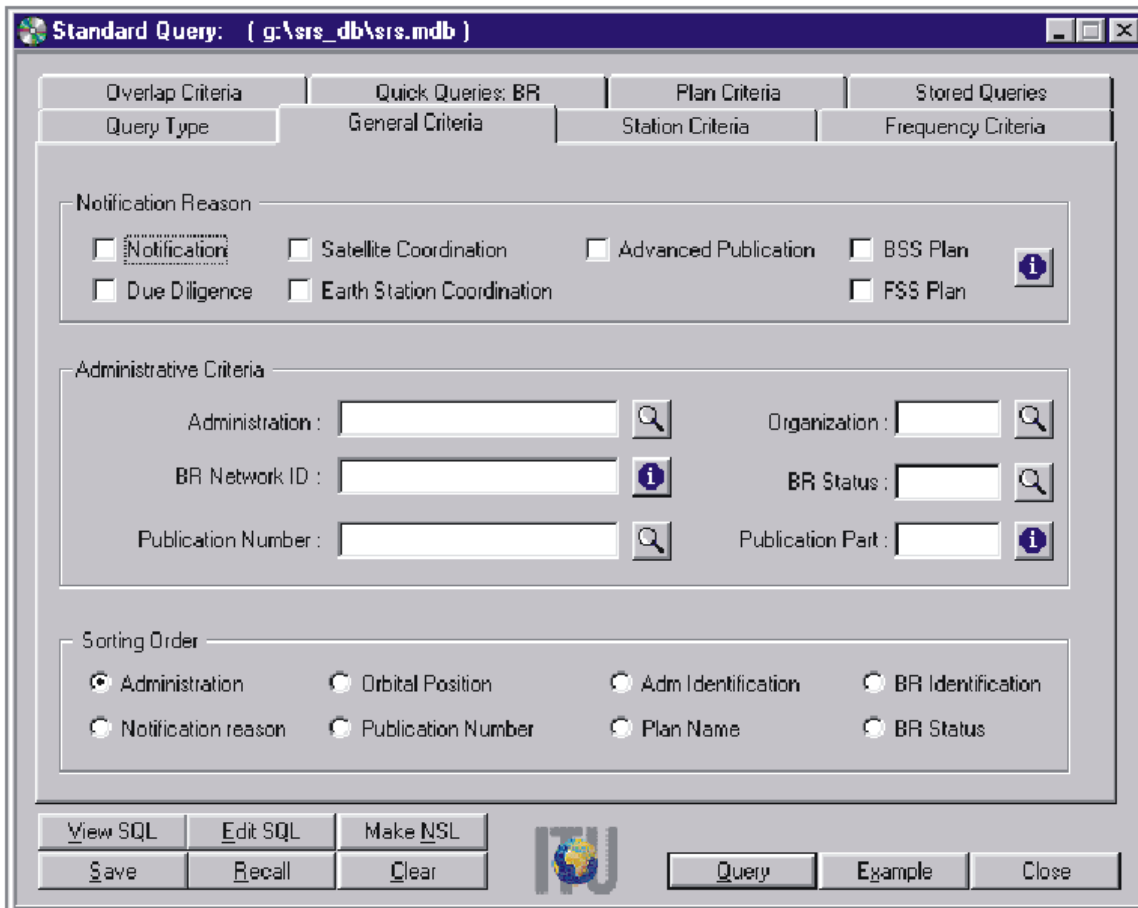 Standard Query: ( g:\srs_db\srs.mdb )
Overlap Criteria Quick Queries: BR Plan Criteria Stored Queries
Query Type General Criteria Station Criteria Frequency Criteria
Notification Reason
Notification Satellite Coordination Advanced Publication BSS Plan
Due Diligence Earth Station Coordination FSS Plan
Administrative Criteria
Administration : Organization :
BR Network ID : BR Status :
Publication Number : Publication Part :
Sorting Order
Administration Orbital Position Adm Identification BR Identification
Notification reason Publication Number Plan Name BR Status
View SQL Edit SQL Make NSL
Save Recall Clear ITU Query Example Close